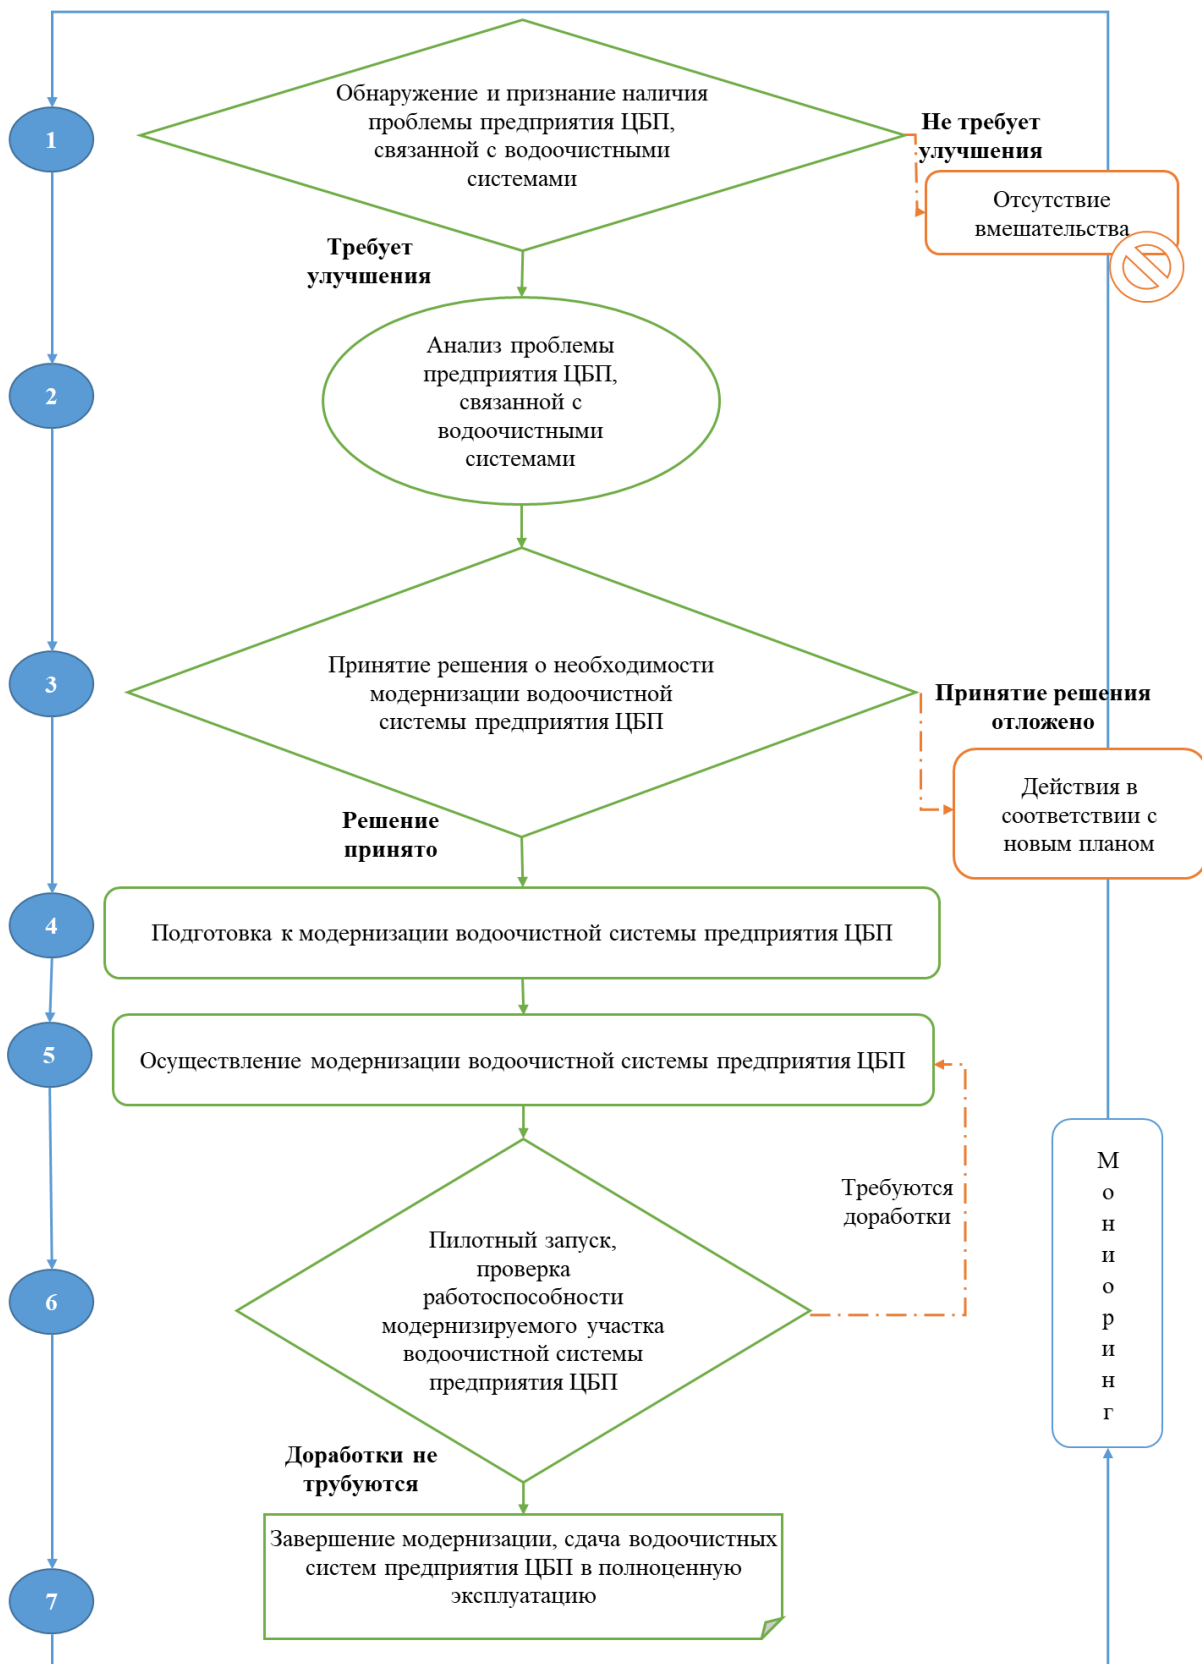 1
Обнаружение и признание наличия
проблемы предприятия ЦБП,
связанной с водоочистными
системами
Не требует
улучшения
Отсутствие
вмешательства
Требует
улучшения
2
Анализ проблемы
предприятия ЦБП,
связанной с
водоочистными
системами
3
Принятие решения о необходимости
модернизации водоочистной
системы предприятия ЦБП
Принятие решения
отложено
Действия в
соответствии с
новым планом
Решение
принято
4
Подготовка к модернизации водоочистной системы предприятия ЦБП
5
Осуществление модернизации водоочистной системы предприятия ЦБП
Требуются
доработки
М
о
н
и
о
р
и
н
г
6
Пилотный запуск,
проверка
работоспособности
модернизируемого участка
водоочистной системы
предприятия ЦБП
Доработки не
трубуются
7
Завершение модернизации, сдача водоочистных
систем предприятия ЦБП в полноценную
эксплуатацию